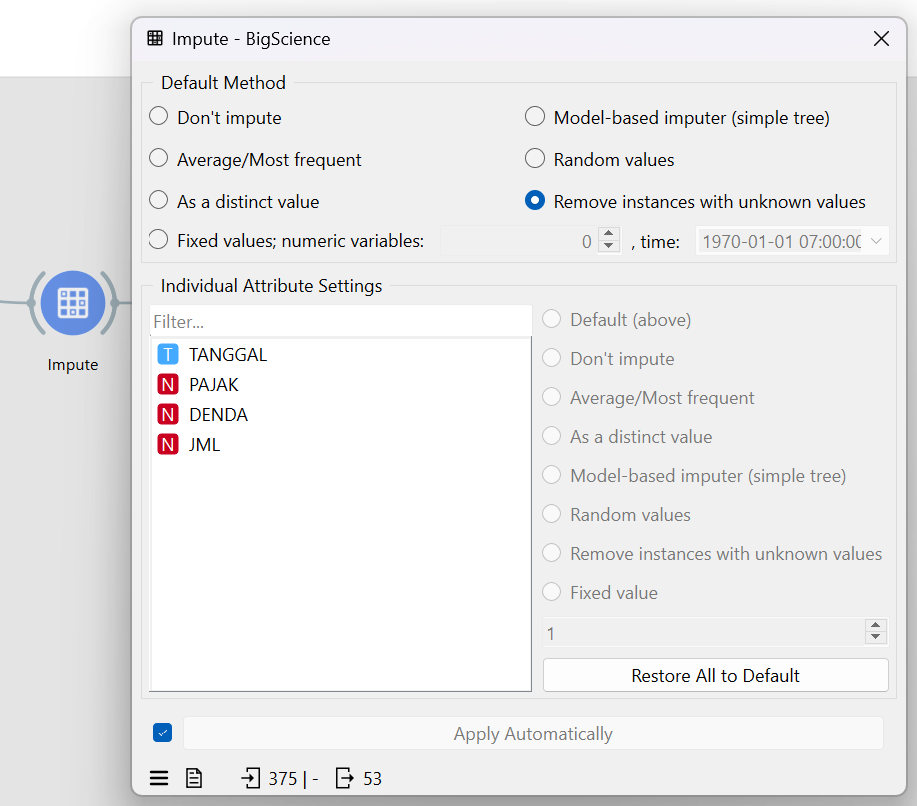 Impute - BigScience
Default Method
Don't impute
Model-based imputer (simple tree)
Average/Most frequent
Random values
As a distinct value
Remove instances with unknown values
Fixed values; numeric variables:
0
, time:
1970-01-01 07:00:00
Individual Attribute Settings
Filter...
T TANGGAL
N PAJAK
N DENDA
N JML
Default (above)
Don't impute
Average/Most frequent
As a distinct value
Model-based imputer (simple tree)
Random values
Remove instances with unknown values
Fixed value
1
Restore All to Default
Apply Automatically
375 | -
53
Impute